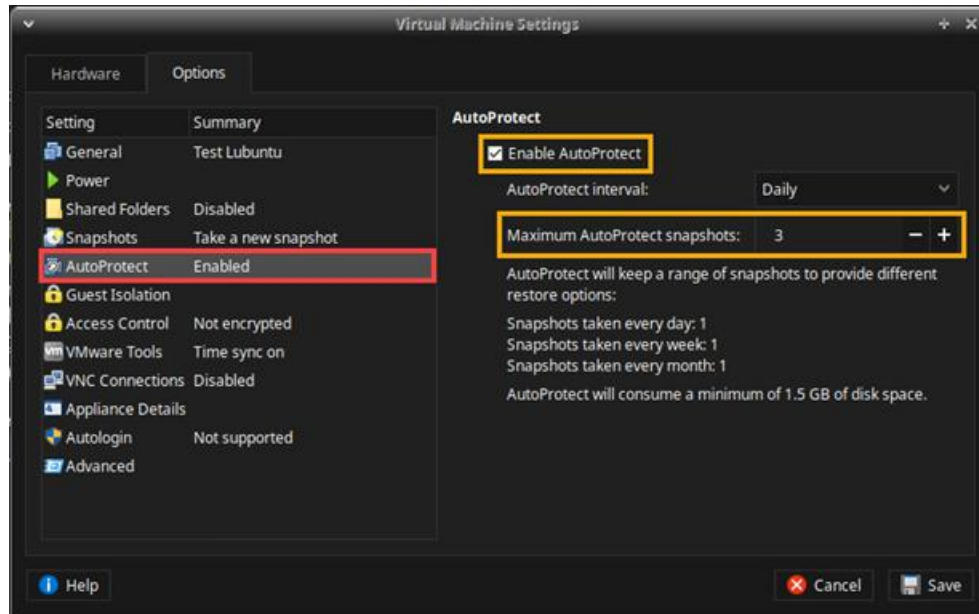 Virtual Machine Settings
Hardware Options
Setting Summary
General Test Lubuntu
Power
Shared Folders Disabled
Snapshots Take a new snapshot
AutoProtect Enabled
Guest Isolation
Access Control Not encrypted
vm VMware Tools Time sync on
VNC Connections Disabled
Appliance Details
Autologin Not supported
Advanced
AutoProtect
Enable AutoProtect
AutoProtect interval: Daily
Maximum AutoProtect snapshots: 3 − +
AutoProtect will keep a range of snapshots to provide different
restore options:
Snapshots taken every day: 1
Snapshots taken every week: 1
Snapshots taken every month: 1
AutoProtect will consume a minimum of 1.5 GB of disk space.
Help Cancel Save